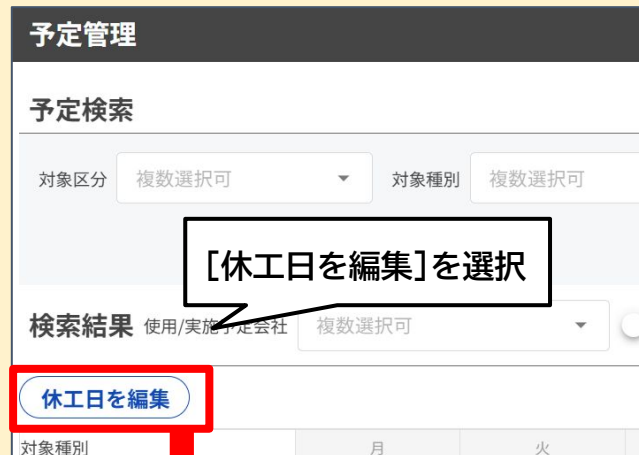 予定管理
予定検索
対象区分 複数選択可 対象種別 複数選択可
[休工日を編集]を選択
検索結果 使用/実施予定会社 複数選択可
休工日を編集
対象種別 月 火